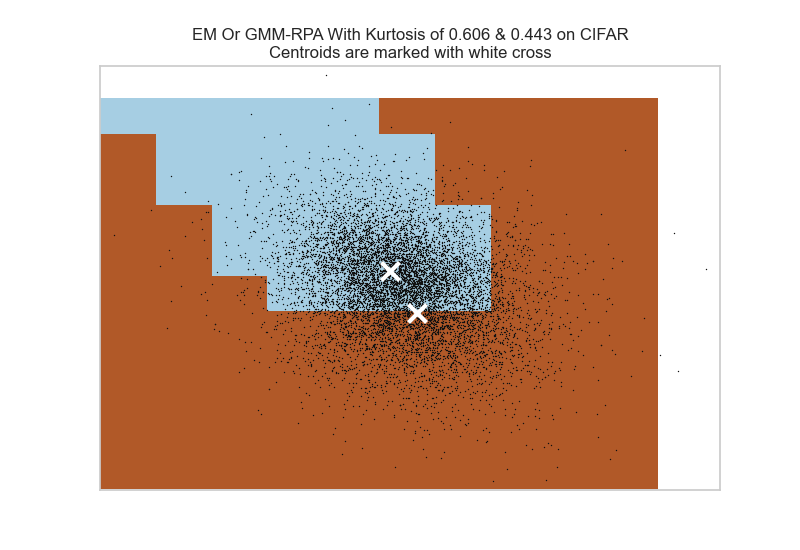 EM Or GMM-RPA With Kurtosis of 0.606 & 0.443 on CIFAR
Centroids are marked with white cross